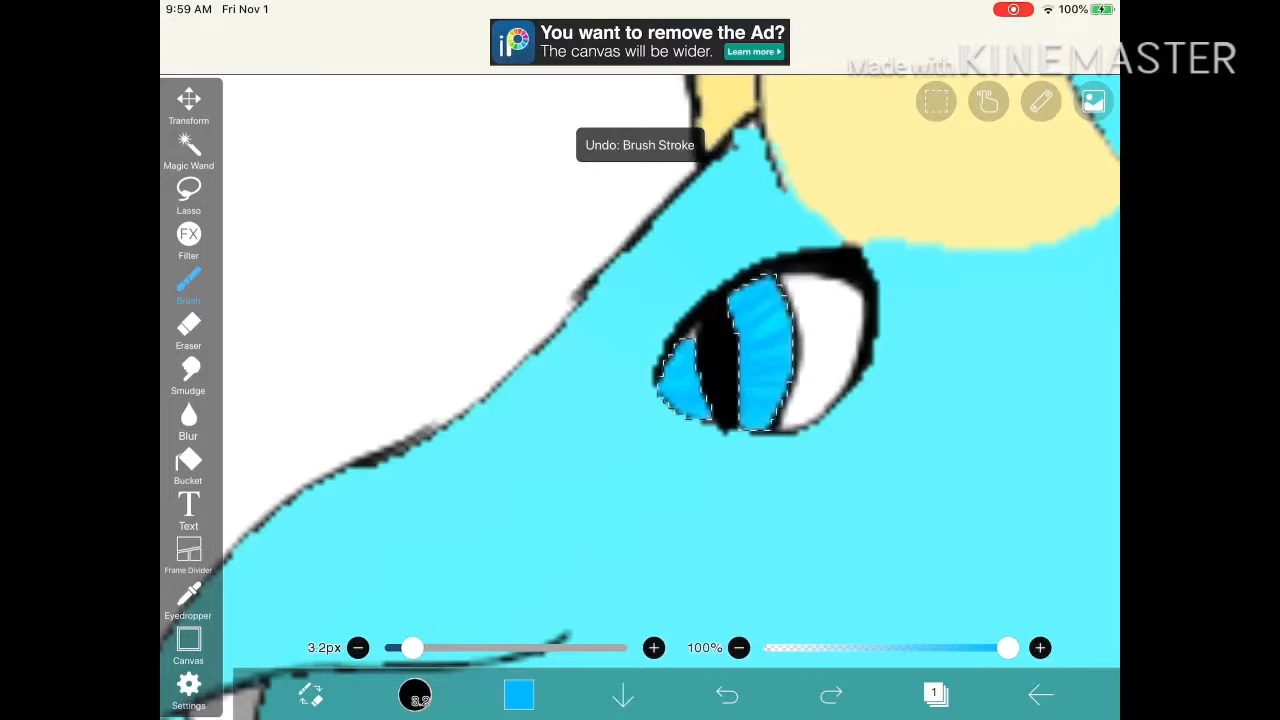 9:59 AM Fri Nov 1
100%
You want to remove the Ad?
The canvas will be wider.
Learn more
Made with KINEMASTER
Undo: Brush Stroke
Transform
Magic Wand
Lasso
FX
Filter
Brush
Eraser
Smudge
Blur
Bucket
T
Text
Frame Divider
Eyedropper
Canvas
Settings
3.2px
100%
3.2
1